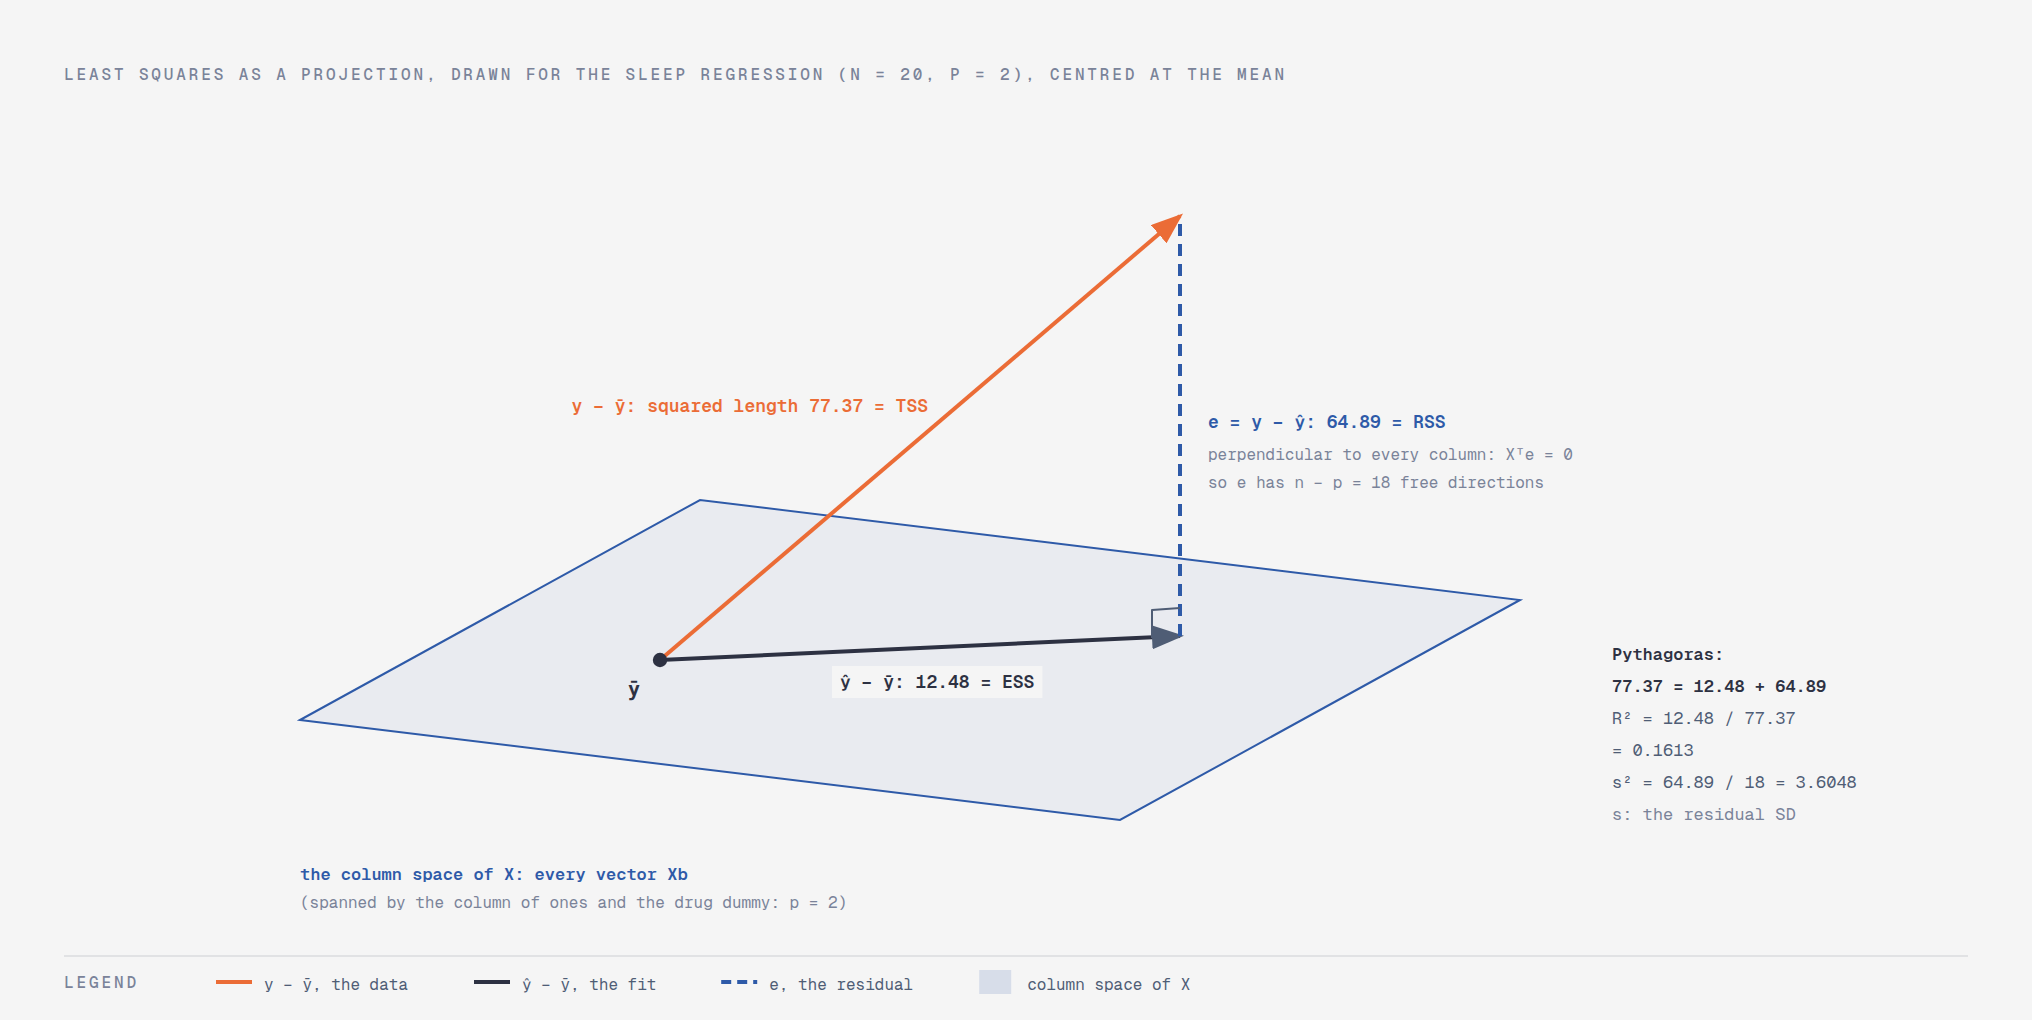 LEAST SQUARES AS A PROJECTION, DRAWN FOR THE SLEEP REGRESSION (N = 20, P = 2), CENTRED AT THE MEAN
y − ȳ: squared length 77.37 = TSS
e = y − ŷ: 64.89 = RSS
perpendicular to every column: Xᵀe = 0
so e has n − p = 18 free directions
ȳ
ŷ − ȳ: 12.48 = ESS
Pythagoras:
77.37 = 12.48 + 64.89
R² = 12.48 / 77.37
= 0.1613
s² = 64.89 / 18 = 3.6048
s: the residual SD
the column space of X: every vector Xb
(spanned by the column of ones and the drug dummy: p = 2)
LEGEND
y − ȳ, the data
ŷ − ȳ, the fit
e, the residual
column space of X